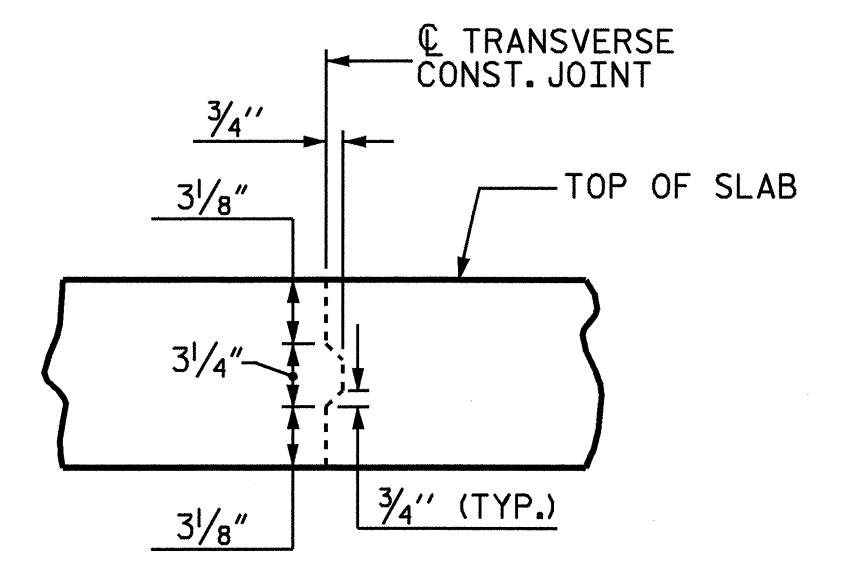 ℄ TRANSVERSE
CONST. JOINT
3/4"
3 1/8"
TOP OF SLAB
3 1/4"
3/4" (TYP.)
3 1/8"